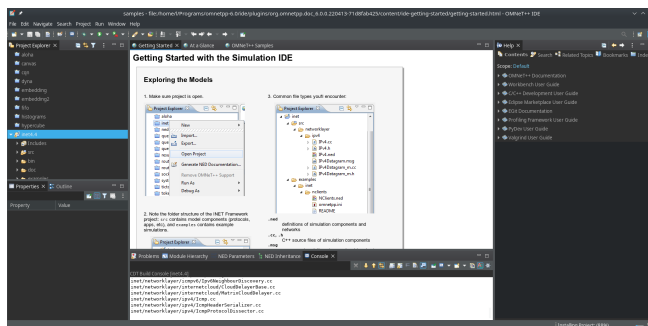 samples - file:/home/l/Programs/omnetpp-6.0/ide/plugins/org.omnetpp.doc_6.0.0.220413-71d8fab425/content/ide-getting-started/getting-started.html - OMNeT++ IDE
File Edit Navigate Search Project Run Window Help
Project Explorer
aloha
canvas
cqn
dyna
embedding
embedding2
fifo
histograms
hypercube
inet4.4
Includes
src
bin
doc
examples
Properties Outline
Property Value
Getting Started At a Glance OMNeT++ Samples
Getting Started with the Simulation IDE
Exploring the Models
1. Make sure project is open.
Project Explorer
aloha
New
Import...
Export...
Open Project
Generate NED Documentation...
Remove OMNeT++ Support
Run As
Debug As
2. Note the folder structure of the INET Framework
project: src contains model components (protocols,
apps, etc), and examples contains example
simulations.
Project Explorer
3. Common file types you'll encounter:
Project Explorer
inet
src
networklayer
ipv4
IPv4.cc
IPv4.h
IPv4.ned
IPv4Datagram.msg
IPv4Datagram_m.cc
IPv4Datagram_m.h
examples
inet
nclients
NClients.ned
omnetpp.ini
README
.ned
definitions of simulation components and
networks
.cc, .h
C++ source files of simulation components
.msg
Problems Module Hierarchy NED Parameters NED Inheritance Console
CDT Build Console [inet4.4]
inet/networklayer/icmpv6/Ipv6NeighbourDiscovery.cc
inet/networklayer/internetcloud/CloudDelayerBase.cc
inet/networklayer/internetcloud/MatrixCloudDelayer.cc
inet/networklayer/ipv4/Icmp.cc
inet/networklayer/ipv4/IcmpHeaderSerializer.cc
inet/networklayer/ipv4/IcmpProtocolDissector.cc
Help
Contents Search Related Topics Bookmarks Index
Scope: Default
OMNeT++ Documentation
Workbench User Guide
C/C++ Development User Guide
Eclipse Marketplace User Guide
EGit Documentation
Profiling Framework User Guide
PyDev User Guide
Valgrind User Guide